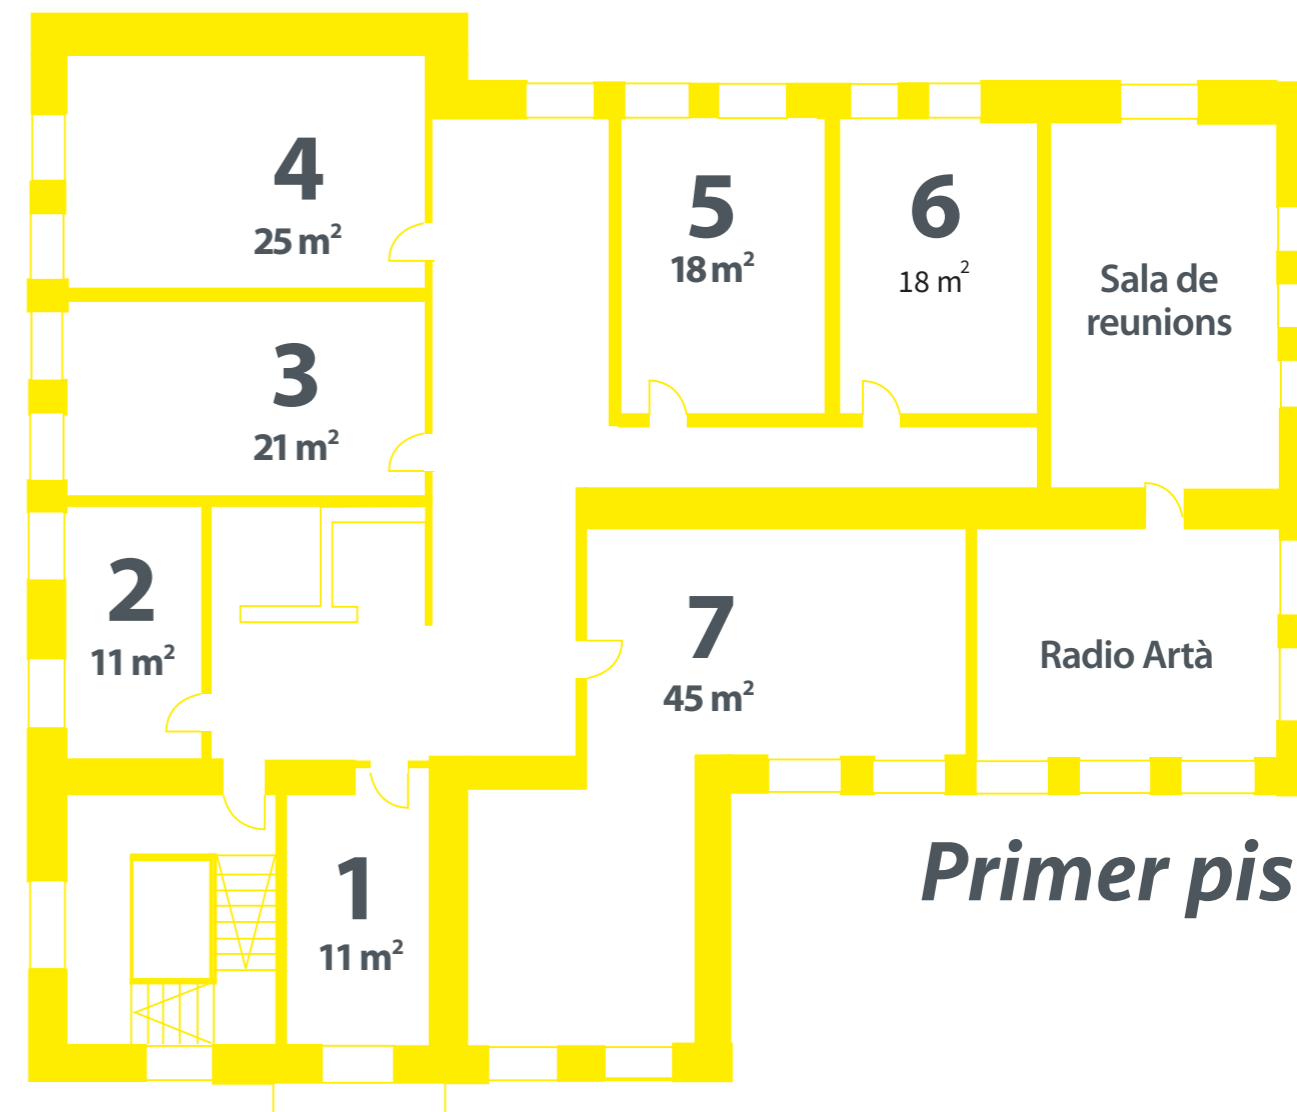 4
25 m²
5
18 m²
6
18 m²
Sala de
reunions
3
21 m²
2
11 m²
7
45 m²
Radio Artà
Primer pis
1
11 m²